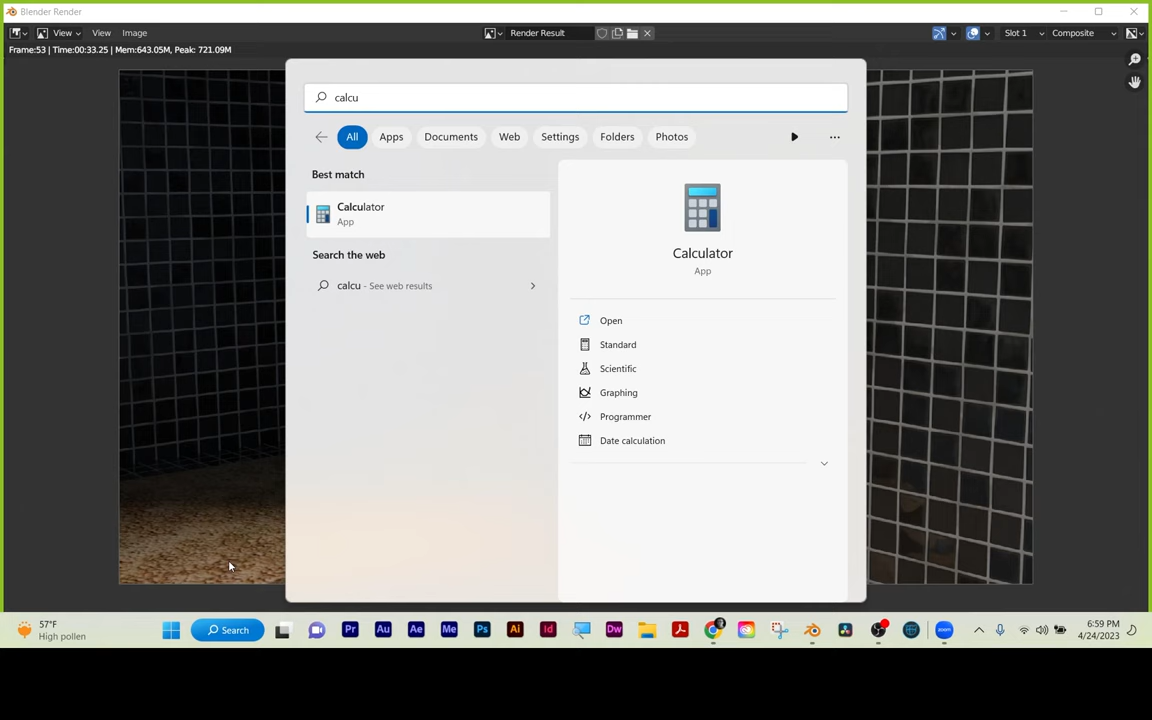 Blender Render
View
View
Image
Render Result
Slot 1
Composite
Frame:53 | Time:00:33.25 | Mem:643.05M, Peak: 721.09M
calcu
All
Apps
Documents
Web
Settings
Folders
Photos
Best match
Calculator
App
Search the web
calcu - See web results
Calculator
App
Open
Standard
Scientific
Graphing
Programmer
Date calculation
57°F
High pollen
Search
Pr
Au
Ae
Me
Ps
Ai
Id
Dw
zoom
6:59 PM
4/24/2023